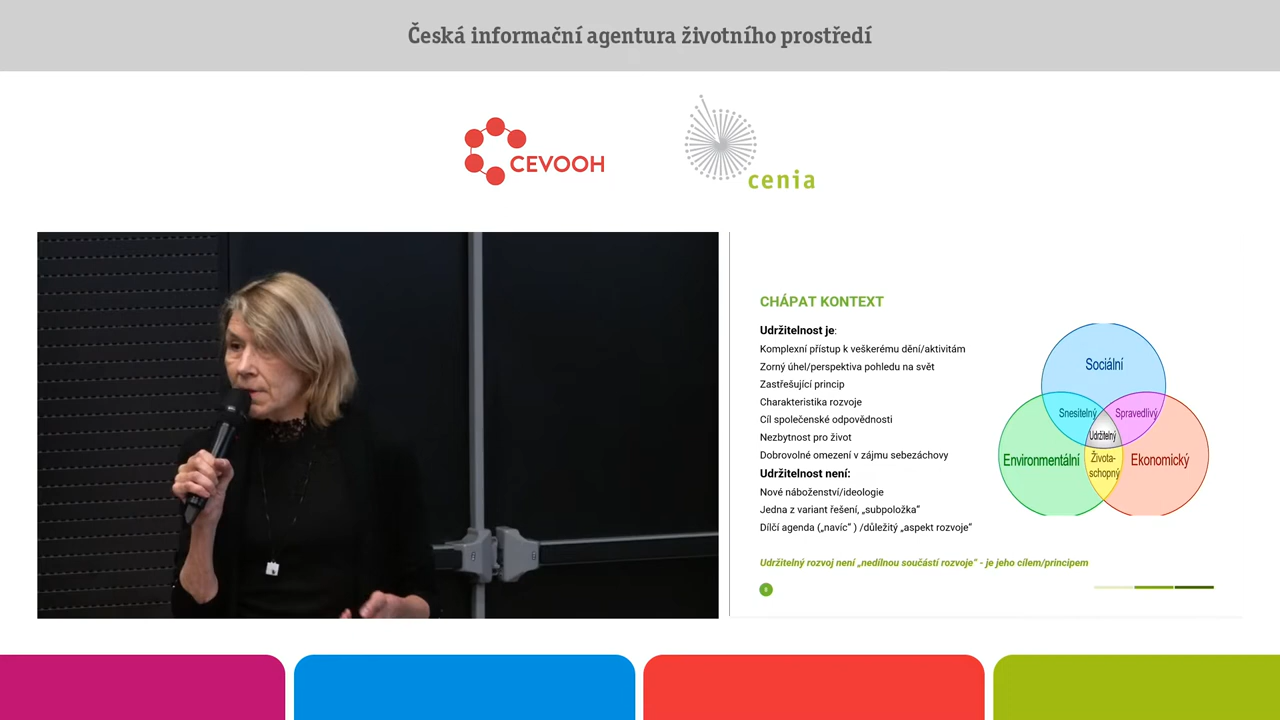 Česká informační agentura životního prostředí
CEVOOH
cenia
CHÁPAT KONTEXT
Udržitelnost je:
Komplexní přístup k veškerému dění/aktivitám
Zorný úhel/perspektiva pohledu na svět
Zastřešující princip
Charakteristika rozvoje
Cíl společenské odpovědnosti
Nezbytnost pro život
Dobrovolné omezení v zájmu sebezáchovy
Udržitelnost není:
Nové náboženství/ideologie
Jedna z variant řešení, „subpoložka“
Dílčí agenda („navíc“ ) /důležitý „aspekt rozvoje“
Udržitelný rozvoj není „nedílnou součástí rozvoje“ - je jeho cílem/principem
8
Sociální
Snesitelný
Spravedlivý
Udržitelný
Environmentální
Života-
schopný
Ekonomický